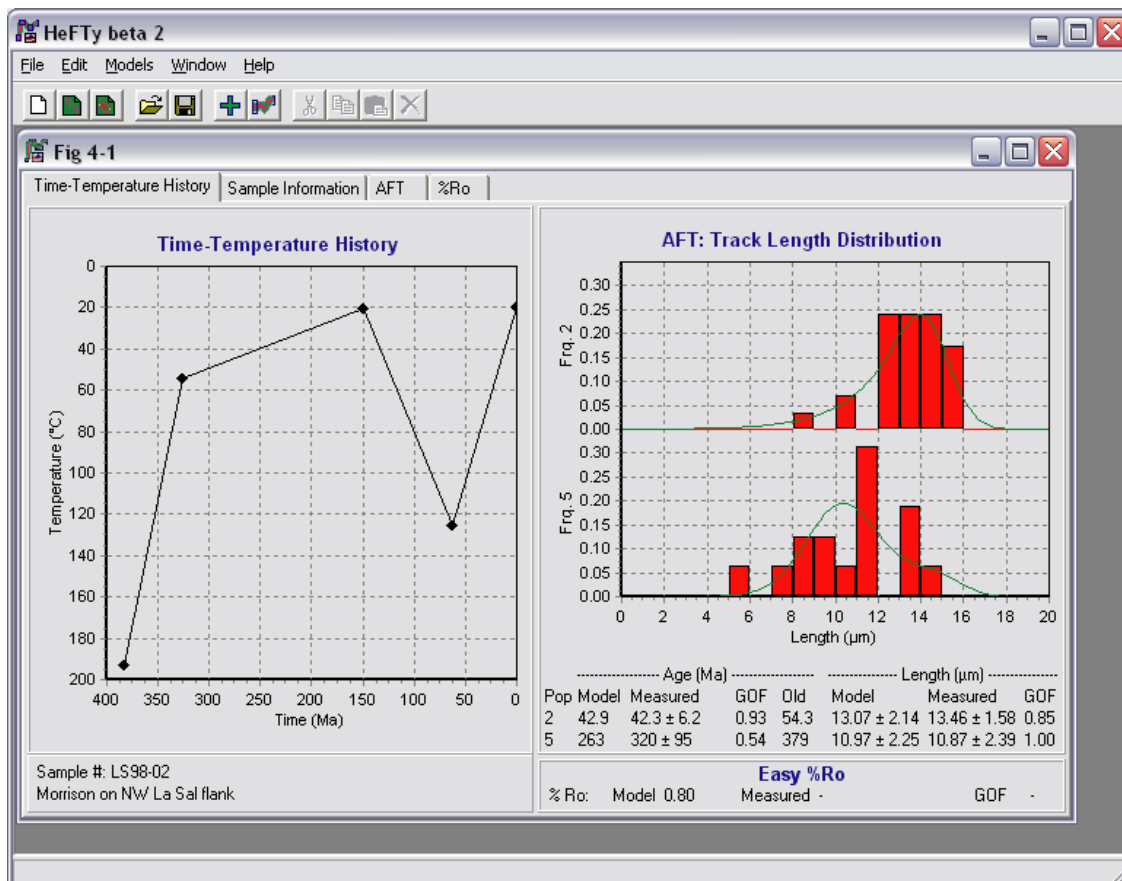 HeFTy beta 2
File Edit Models Window Help
Fig 4-1
Time-Temperature History Sample Information AFT %Ro
Time-Temperature History
0
20
40
60
80
100
120
140
160
180
200
Temperature (°C)
400 350 300 250 200 150 100 50 0
Time (Ma)
Sample #: LS98-02
Morrison on NW La Sal flank
AFT: Track Length Distribution
0.30
0.25
0.20
0.15
0.10
0.05
0.00
Frq. 2
0.30
0.25
0.20
0.15
0.10
0.05
0.00
Frq. 5
0 2 4 6 8 10 12 14 16 18 20
Length (µm)
----------------- Age (Ma) ----------------- ---------------- Length (µm) ---------------
Pop Model Measured GOF Old Model Measured GOF
2 42.9 42.3 ± 6.2 0.93 54.3 13.07 ± 2.14 13.46 ± 1.58 0.85
5 263 320 ± 95 0.54 379 10.97 ± 2.25 10.87 ± 2.39 1.00
Easy %Ro
% Ro: Model 0.80 Measured - GOF -